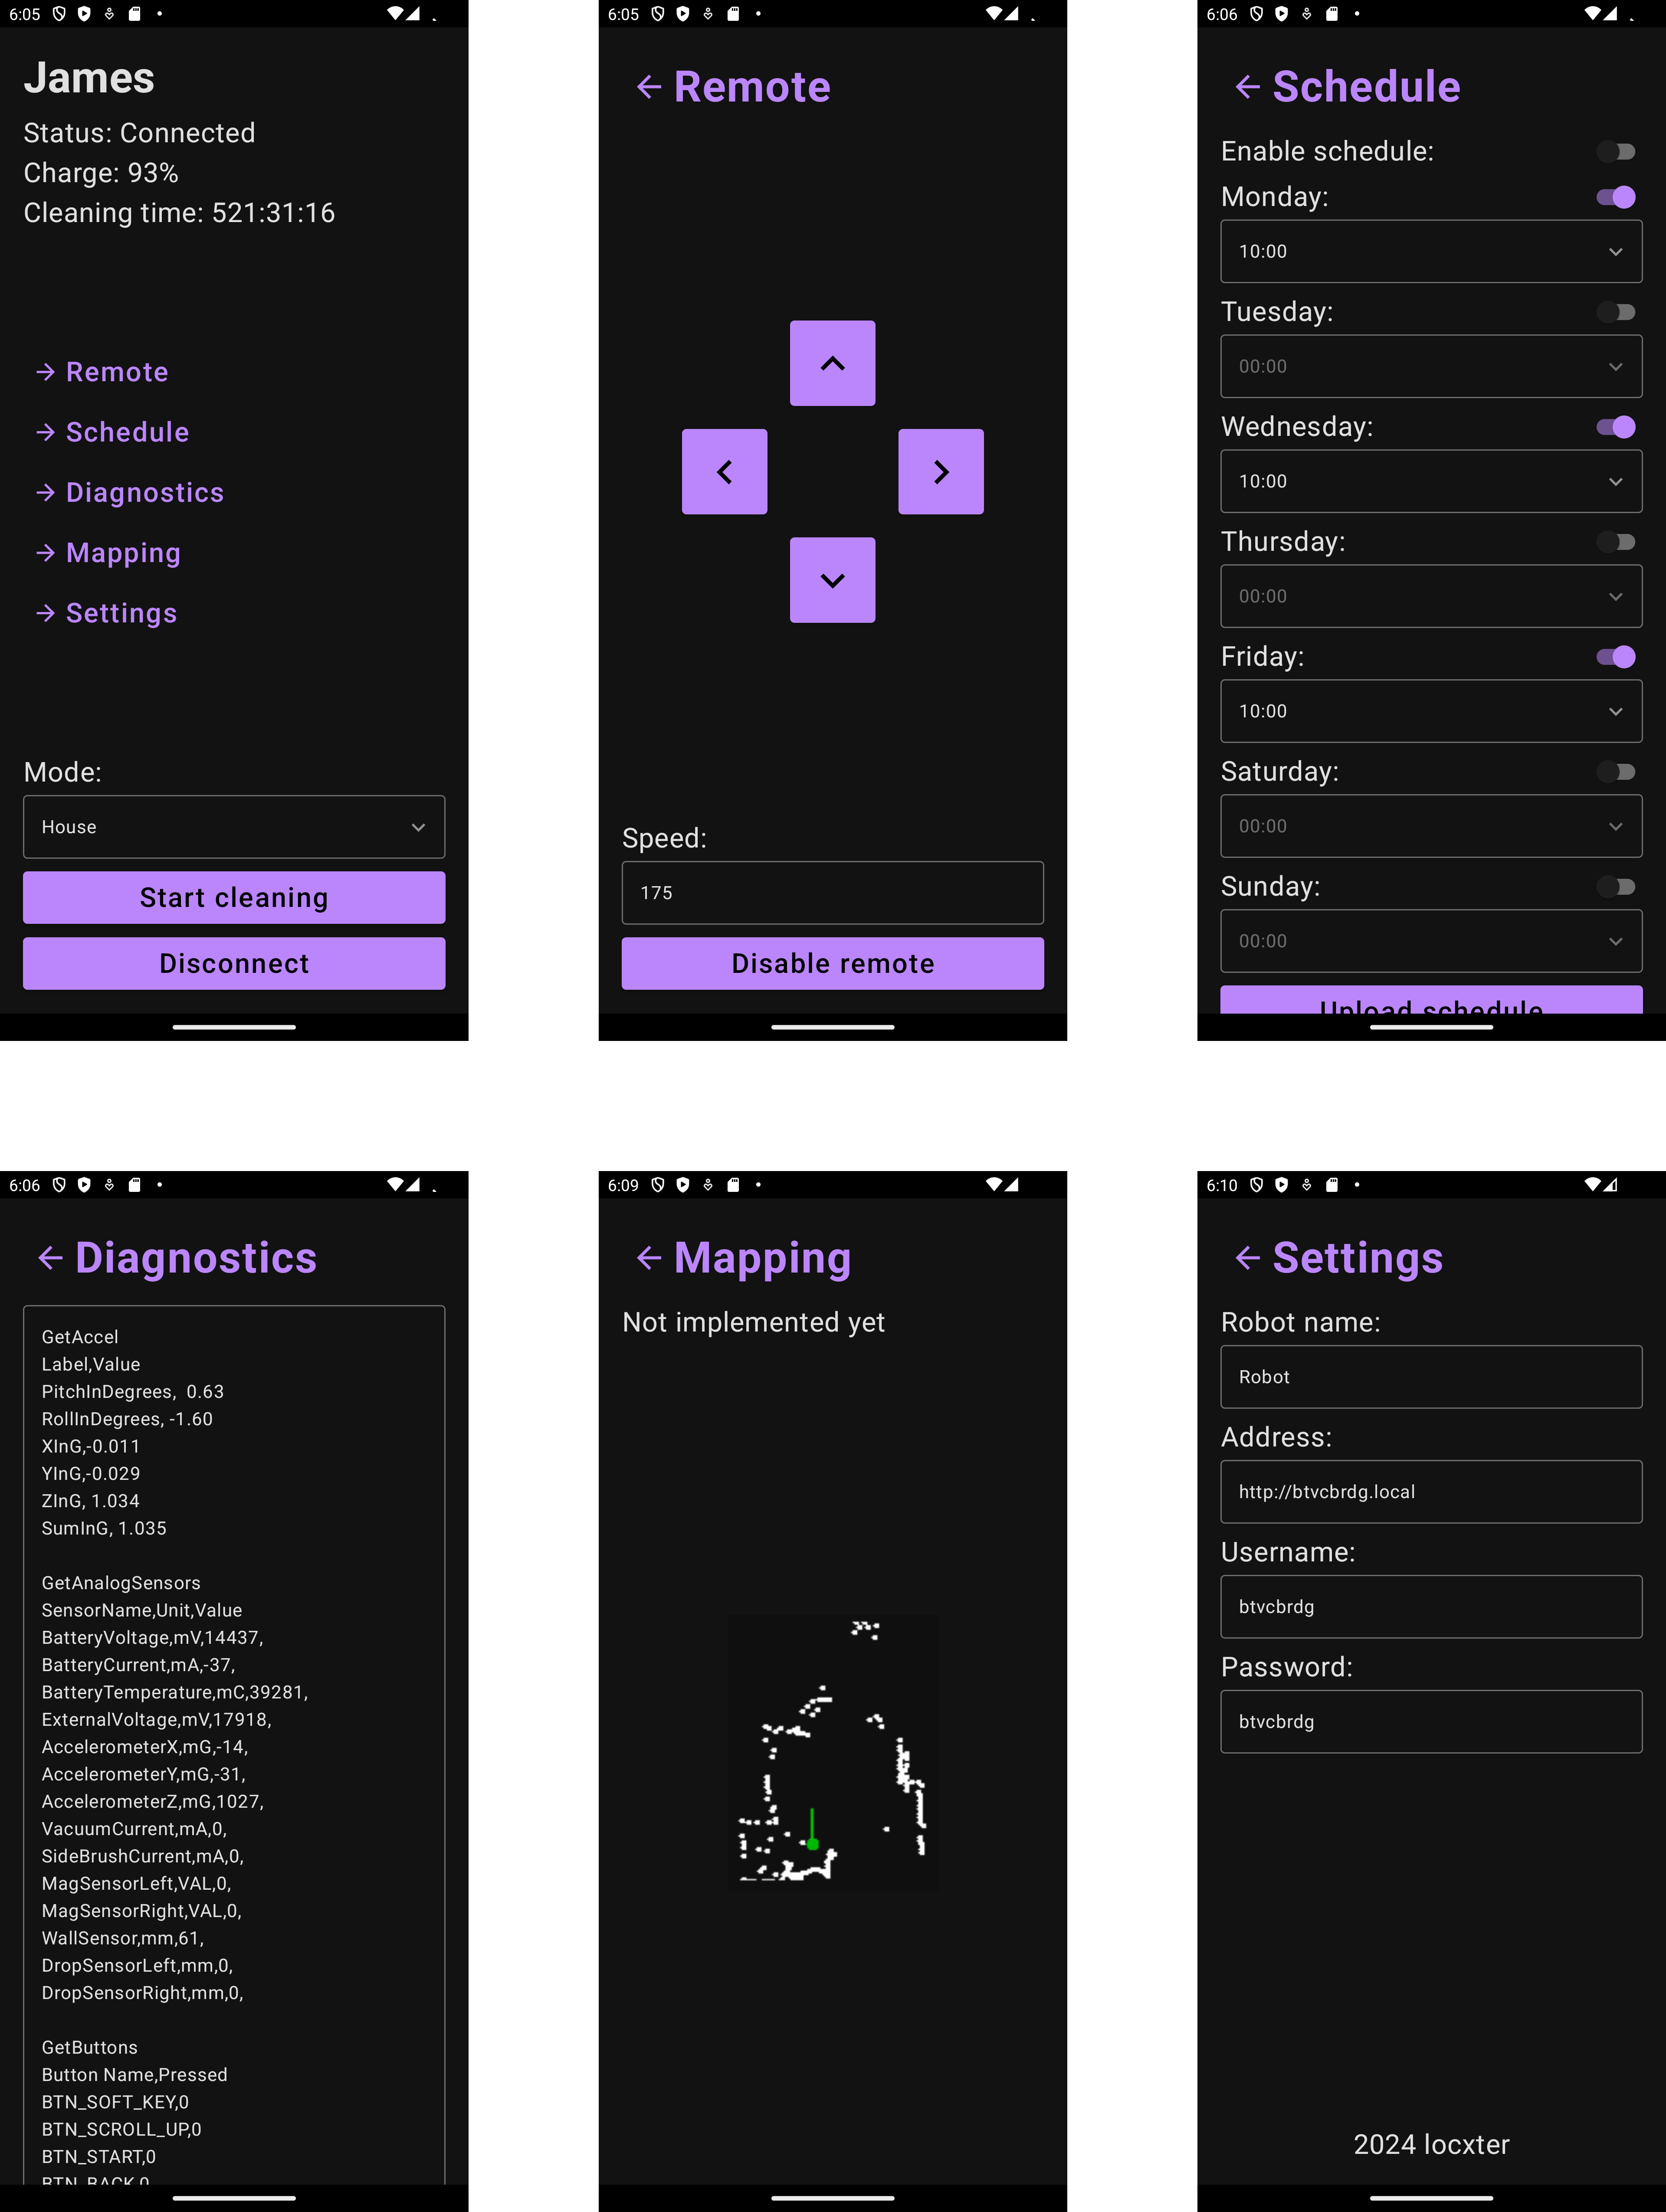 6:05
James
Status: Connected
Charge: 93%
Cleaning time: 521:31:16
Remote
Schedule
Diagnostics
Mapping
Settings
Mode:
House
Start cleaning
Disconnect
6:05
Remote
Speed:
175
Disable remote
6:06
Schedule
Enable schedule:
Monday:
10:00
Tuesday:
00:00
Wednesday:
10:00
Thursday:
00:00
Friday:
10:00
Saturday:
00:00
Sunday:
00:00
Upload schedule
6:06
Diagnostics
GetAccel
Label,Value
PitchInDegrees,  0.63
RollInDegrees, -1.60
XInG,-0.011
YInG,-0.029
ZInG, 1.034
SumInG, 1.035
GetAnalogSensors
SensorName,Unit,Value
BatteryVoltage,mV,14437,
BatteryCurrent,mA,-37,
BatteryTemperature,mC,39281,
ExternalVoltage,mV,17918,
AccelerometerX,mG,-14,
AccelerometerY,mG,-31,
AccelerometerZ,mG,1027,
VacuumCurrent,mA,0,
SideBrushCurrent,mA,0,
MagSensorLeft,VAL,0,
MagSensorRight,VAL,0,
WallSensor,mm,61,
DropSensorLeft,mm,0,
DropSensorRight,mm,0,
GetButtons
Button Name,Pressed
BTN_SOFT_KEY,0
BTN_SCROLL_UP,0
BTN_START,0
BTN_BACK,0
6:09
Mapping
Not implemented yet
6:10
Settings
Robot name:
Robot
Address:
http://btvcbrdg.local
Username:
btvcbrdg
Password:
btvcbrdg
2024 locxter